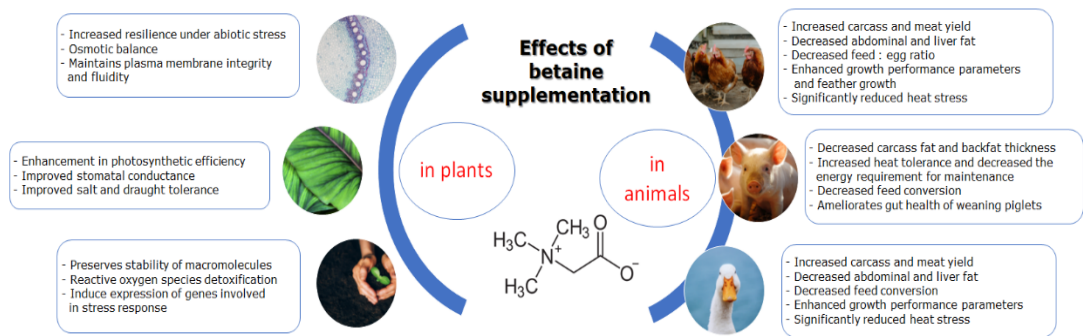 Effects of
betaine
supplementation
in plants
in
animals
- Increased resilience under abiotic stress
- Osmotic balance
- Maintains plasma membrane integrity
and fluidity
- Enhancement in photosynthetic efficiency
- Improved stomatal conductance
- Improved salt and draught tolerance
- Preserves stability of macromolecules
- Reactive oxygen species detoxification
- Induce expression of genes involved
in stress response
- Increased carcass and meat yield
- Decreased abdominal and liver fat
- Decreased feed : egg ratio
- Enhanced growth performance parameters
and feather growth
- Significantly reduced heat stress
- Decreased carcass fat and backfat thickness
- Increased heat tolerance and decreased the
energy requirement for maintenance
- Decreased feed conversion
- Ameliorates gut health of weaning piglets
- Increased carcass and meat yield
- Decreased abdominal and liver fat
- Decreased feed conversion
- Enhanced growth performance parameters
- Significantly reduced heat stress
H₃C
CH₃
O
N⁺
H₃C
O⁻